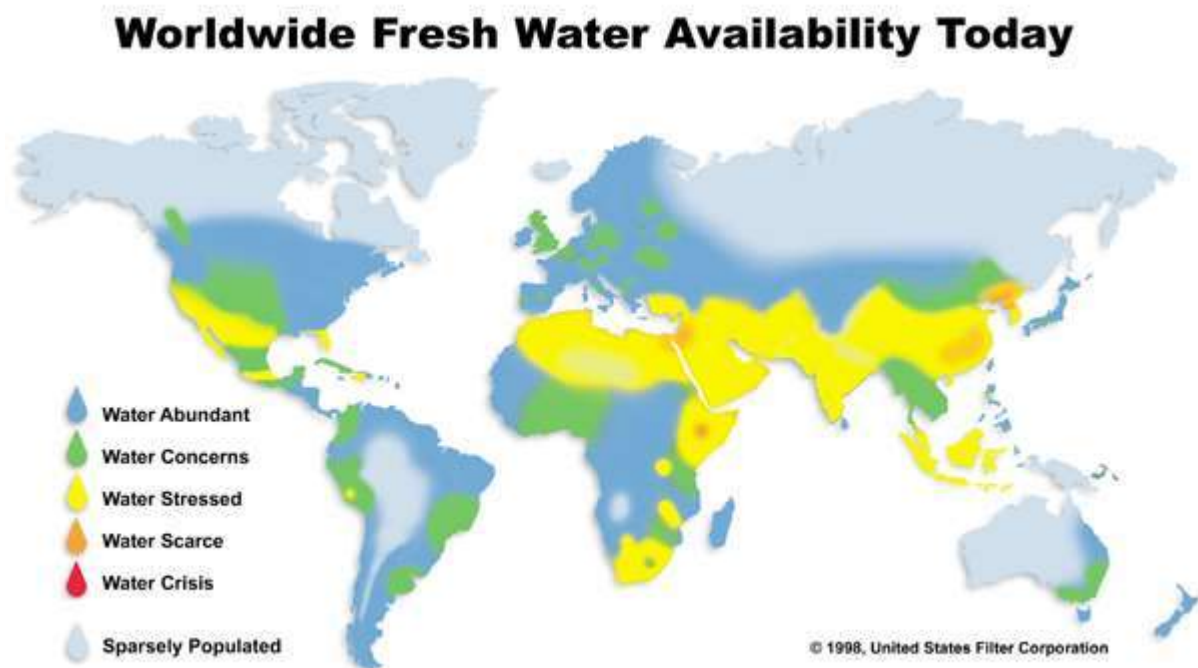 Worldwide Fresh Water Availability Today
Water Abundant
Water Concerns
Water Stressed
Water Scarce
Water Crisis
Sparsely Populated
© 1998, United States Filter Corporation